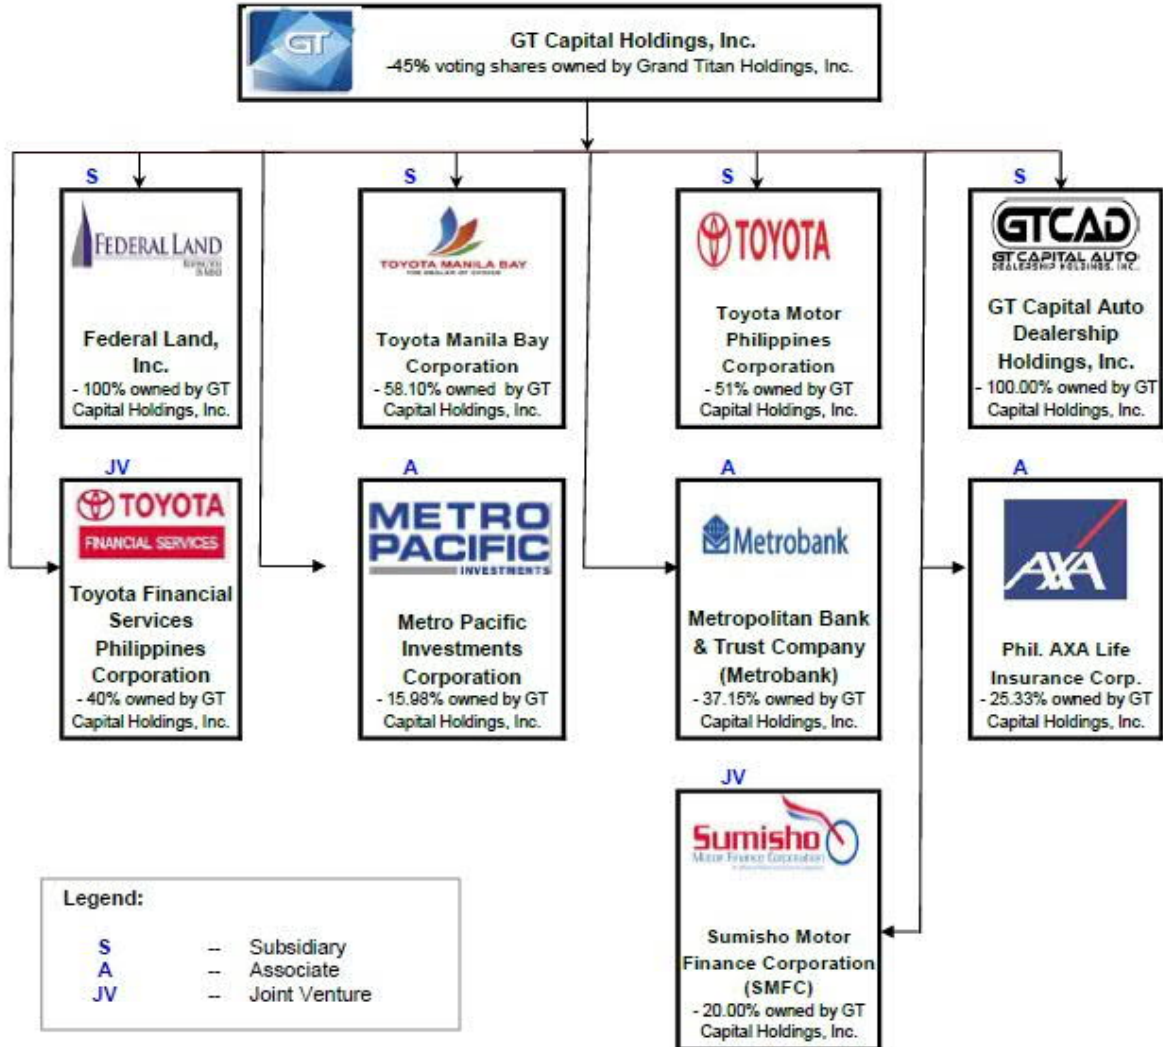 GT
GT Capital Holdings, Inc.
-45% voting shares owned by Grand Titan Holdings, Inc.
S
FEDERAL LAND
Federal Land,
Inc.
- 100% owned by GT
Capital Holdings, Inc.
S
TOYOTA MANILA BAY
THE DEALER OF CHOICE
Toyota Manila Bay
Corporation
- 58.10% owned by GT
Capital Holdings, Inc.
S
TOYOTA
Toyota Motor
Philippines
Corporation
- 51% owned by GT
Capital Holdings, Inc.
S
GTCAD
GT CAPITAL AUTO
DEALERSHIP HOLDINGS, INC.
GT Capital Auto
Dealership
Holdings, Inc.
- 100.00% owned by GT
Capital Holdings, Inc.
JV
TOYOTA
FINANCIAL SERVICES
Toyota Financial
Services
Philippines
Corporation
- 40% owned by GT
Capital Holdings, Inc.
A
METRO
PACIFIC
INVESTMENTS
Metro Pacific
Investments
Corporation
- 15.98% owned by GT
Capital Holdings, Inc.
A
Metrobank
Metropolitan Bank
& Trust Company
(Metrobank)
- 37.15% owned by GT
Capital Holdings, Inc.
A
AXA
Phil. AXA Life
Insurance Corp.
- 25.33% owned by GT
Capital Holdings, Inc.
JV
Sumisho
Motor Finance Corporation
Sumisho Motor
Finance Corporation
(SMFC)
- 20.00% owned by GT
Capital Holdings, Inc.
Legend:
S -- Subsidiary
A -- Associate
JV -- Joint Venture